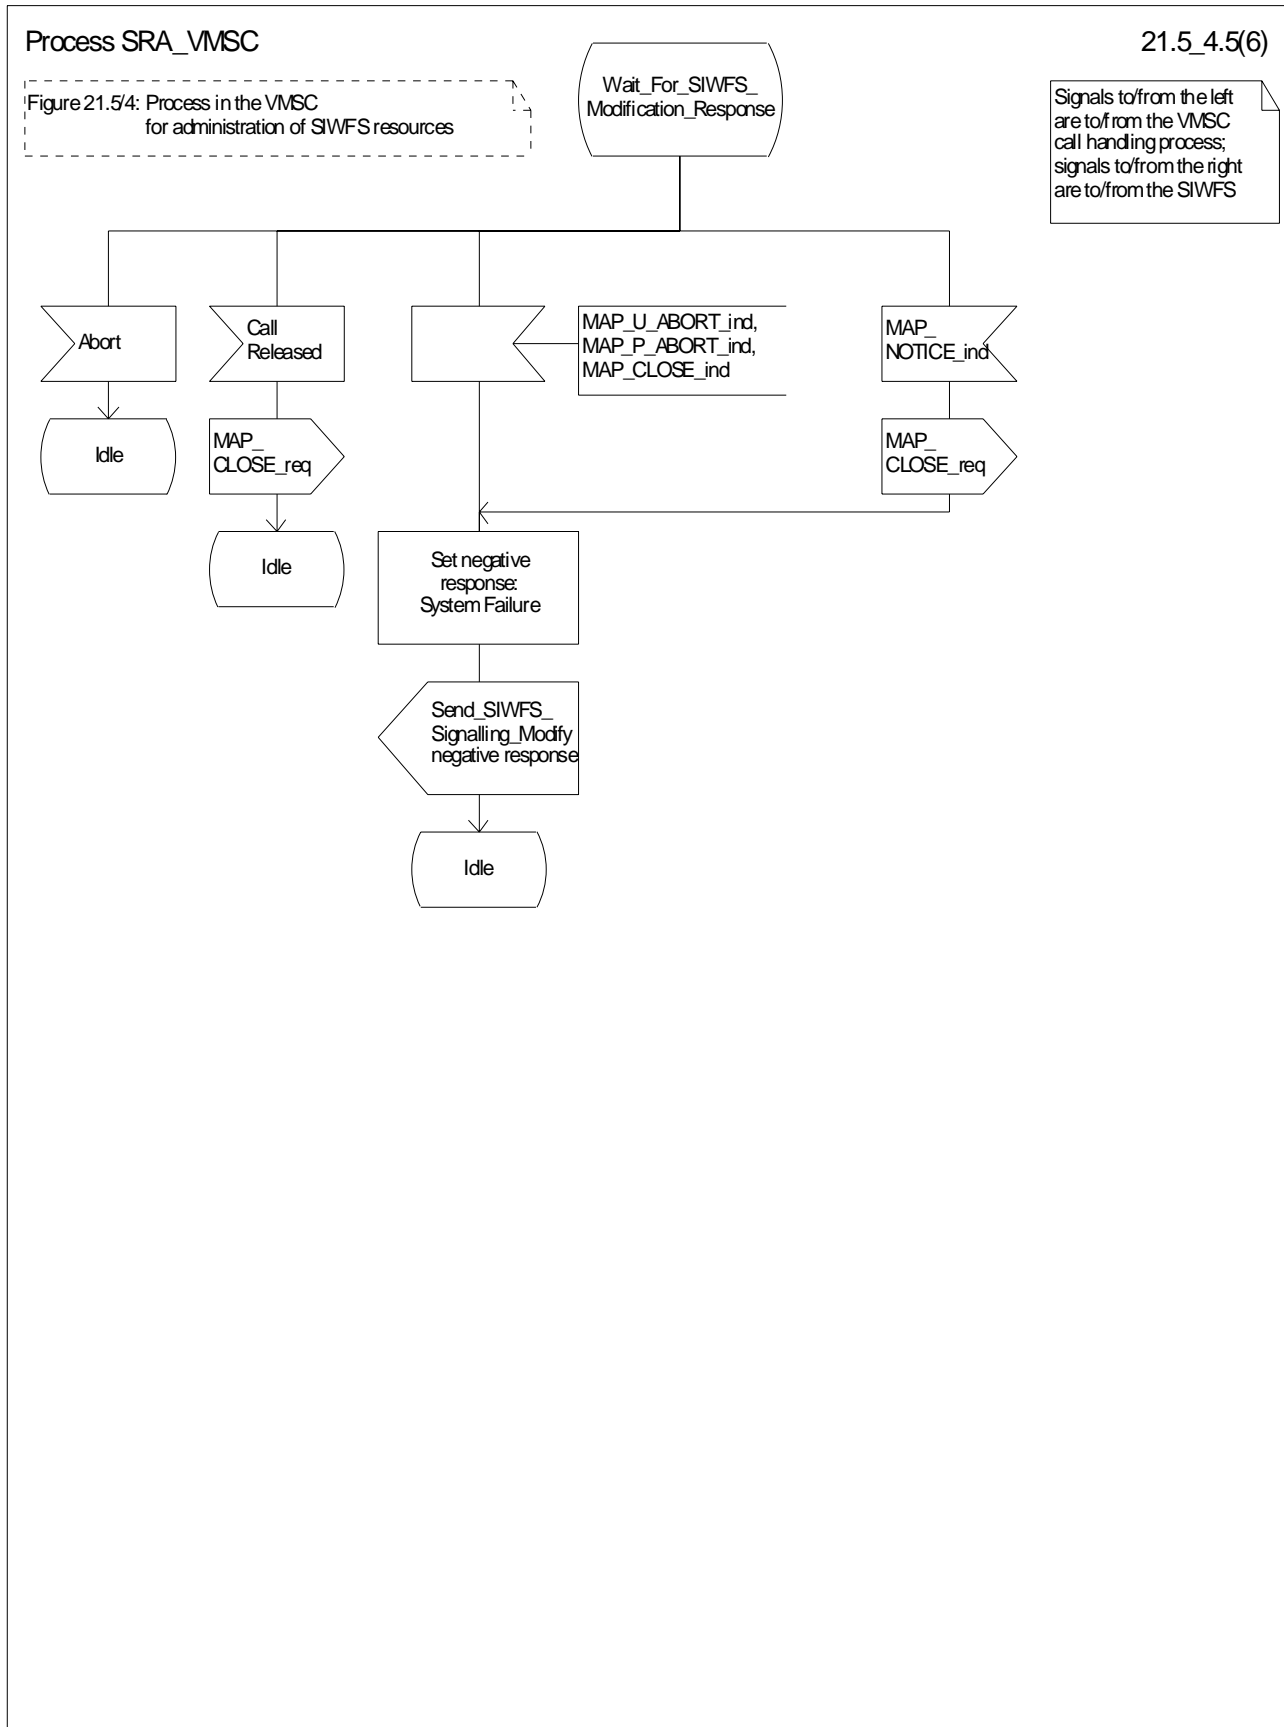 Process SRA_VMSC
21.5_4.5(6)
Figure 21.5/4: Process in the VMSC
for administration of SIWFS resources
Wait_For_SIWFS_
Modification_Response
Signals to/from the left
are to/from the VMSC
call handling process;
signals to/from the right
are to/from the SIWFS
Abort
Call
Released
MAP_U_ABORT_ind,
MAP_P_ABORT_ind,
MAP_CLOSE_ind
MAP_
NOTICE_ind
Idle
MAP_
CLOSE_req
MAP_
CLOSE_req
Idle
Set negative
response:
System Failure
Send_SIWFS_
Signalling_Modify
negative response
Idle